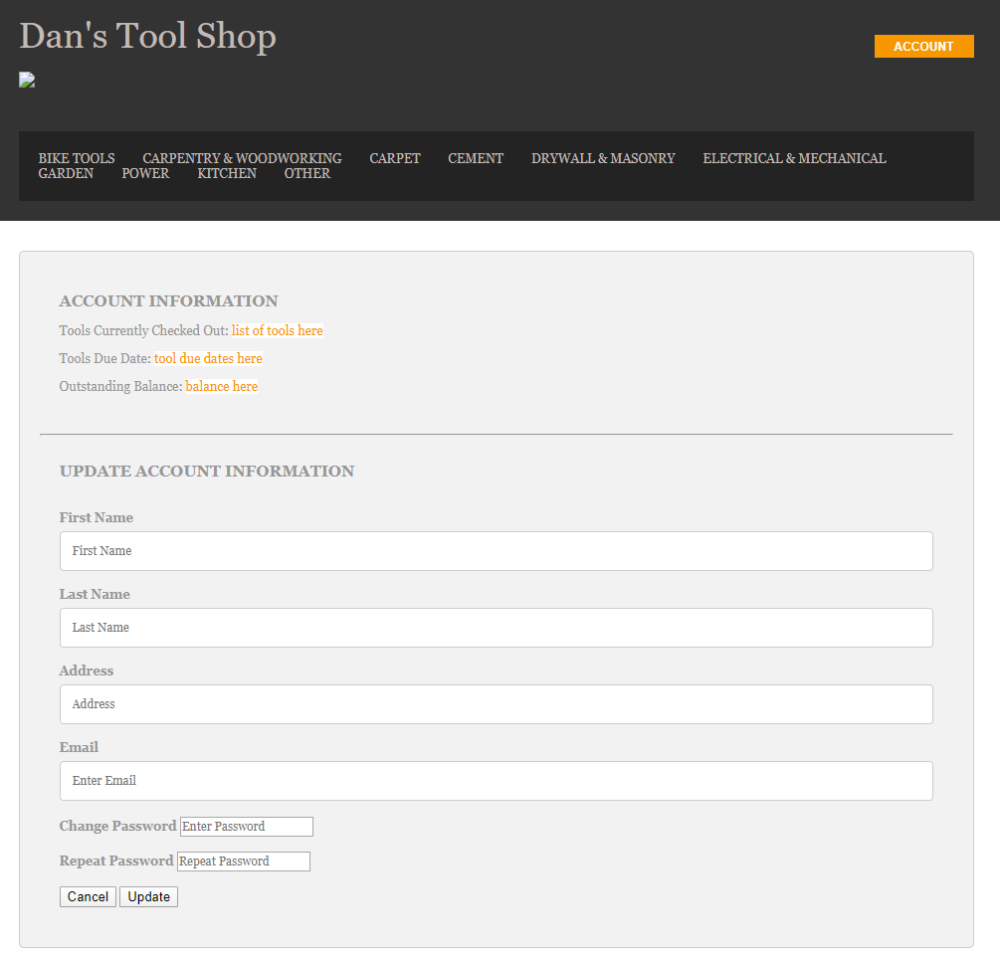 Dan's Tool Shop
ACCOUNT
BIKE TOOLS CARPENTRY & WOODWORKING CARPET CEMENT DRYWALL & MASONRY ELECTRICAL & MECHANICAL
GARDEN POWER KITCHEN OTHER
ACCOUNT INFORMATION
Tools Currently Checked Out: list of tools here
Tools Due Date: tool due dates here
Outstanding Balance: balance here
UPDATE ACCOUNT INFORMATION
First Name
First Name
Last Name
Last Name
Address
Address
Email
Enter Email
Change Password Enter Password
Repeat Password Repeat Password
Cancel Update